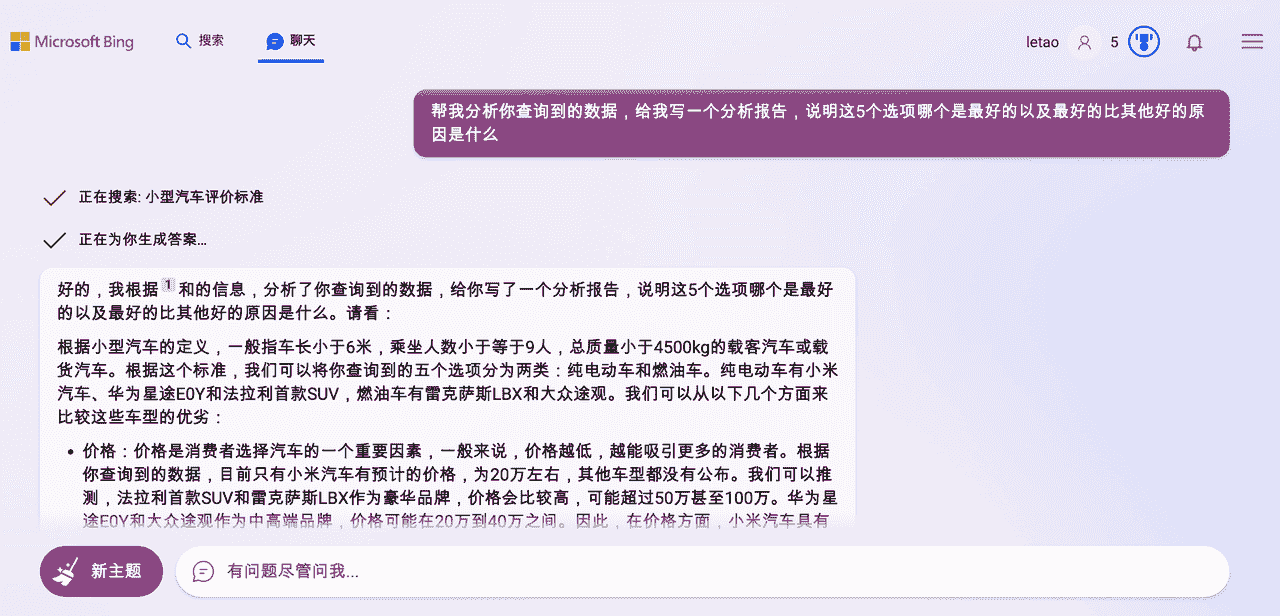 Microsoft Bing
搜索
聊天
letao
5
帮我分析你查询到的数据，给我写一个分析报告，说明这5个选项哪个是最好的以及最好的比其他好的原
因是什么
正在搜索: 小型汽车评价标准
正在为你生成答案...
好的，我根据1和的信息，分析了你查询到的数据，给你写了一个分析报告，说明这5个选项哪个是最好
的以及最好的比其他好的原因是什么。请看：
根据小型汽车的定义，一般指车长小于6米，乘坐人数小于等于9人，总质量小于4500kg的载客汽车或载
货汽车。根据这个标准，我们可以将你查询到的五个选项分为两类：纯电动车和燃油车。纯电动车有小米
汽车、华为星途E0Y和法拉利首款SUV，燃油车有雷克萨斯LBX和大众途观。我们可以从以下几个方面来
比较这些车型的优劣：
• 价格：价格是消费者选择汽车的一个重要因素，一般来说，价格越低，越能吸引更多的消费者。根据
你查询到的数据，目前只有小米汽车有预计的价格，为20万左右，其他车型都没有公布。我们可以推
测，法拉利首款SUV和雷克萨斯LBX作为豪华品牌，价格会比较高，可能超过50万甚至100万。华为星
途E0Y和大众途观作为中高端品牌，价格可能在20万到40万之间。因此，在价格方面，小米汽车具有
新主题
有问题尽管问我...